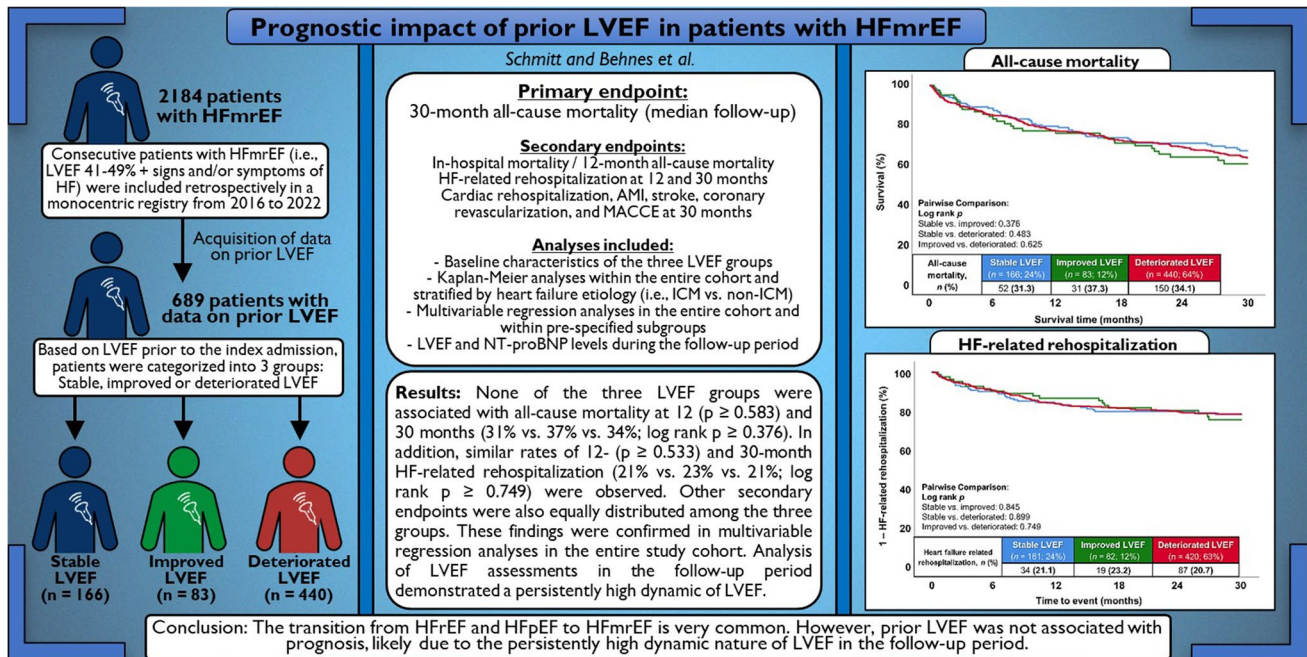 Prognostic impact of prior LVEF in patients with HFmrEF
2184 patients
with HFmrEF
Consecutive patients with HFmrEF (i.e.,
LVEF 41-49% + signs and/or symptoms of
HF) were included retrospectively in a
monocentric registry from 2016 to 2022
Acquisition of data
on prior LVEF
689 patients with
data on prior LVEF
Based on LVEF prior to the index admission,
patients were categorized into 3 groups:
Stable, improved or deteriorated LVEF
Stable
LVEF
(n = 166)
Improved
LVEF
(n = 83)
Deteriorated
LVEF
(n = 440)
Schmitt and Behnes et al.
Primary endpoint:
30-month all-cause mortality (median follow-up)
Secondary endpoints:
In-hospital mortality / 12-month all-cause mortality
HF-related rehospitalization at 12 and 30 months
Cardiac rehospitalization, AMI, stroke, coronary
revascularization, and MACCE at 30 months
Analyses included:
- Baseline characteristics of the three LVEF groups
- Kaplan-Meier analyses within the entire cohort and
stratified by heart failure etiology (i.e., ICM vs. non-ICM)
- Multivariable regression analyses in the entire cohort and
within pre-specified subgroups
- LVEF and NT-proBNP levels during the follow-up period
Results: None of the three LVEF groups were
associated with all-cause mortality at 12 (p ≥ 0.583) and
30 months (31% vs. 37% vs. 34%; log rank p ≥ 0.376). In
addition, similar rates of 12- (p ≥ 0.533) and 30-month
HF-related rehospitalization (21% vs. 23% vs. 21%; log
rank p ≥ 0.749) were observed. Other secondary
endpoints were also equally distributed among the three
groups. These findings were confirmed in multivariable
regression analyses in the entire study cohort. Analysis
of LVEF assessments in the follow-up period
demonstrated a persistently high dynamic of LVEF.
All-cause mortality
Survival (%)
100
80
60
40
20
0
Pairwise Comparison:
Log rank p
Stable vs. improved: 0.376
Stable vs. deteriorated: 0.483
Improved vs. deteriorated: 0.625
All-cause
mortality,
n (%)
Stable LVEF
(n = 166; 24%)
52 (31.3)
Improved LVEF
(n = 83; 12%)
31 (37.3)
Deteriorated LVEF
(n = 440; 64%)
150 (34.1)
0 6 12 18 24 30
Survival time (months)
HF-related rehospitalization
1 – HF-related rehospitalization (%)
100
80
60
40
20
0
Pairwise Comparison:
Log rank p
Stable vs. improved: 0.845
Stable vs. deteriorated: 0.899
Improved vs. deteriorated: 0.749
Heart failure related
rehospitalization, n (%)
Stable LVEF
(n = 161; 24%)
34 (21.1)
Improved LVEF
(n = 82, 12%)
19 (23.2)
Deteriorated LVEF
(n = 420; 63%)
87 (20.7)
0 6 12 18 24 30
Time to event (months)
Conclusion: The transition from HFrEF and HFpEF to HFmrEF is very common. However, prior LVEF was not associated with
prognosis, likely due to the persistently high dynamic nature of LVEF in the follow-up period.